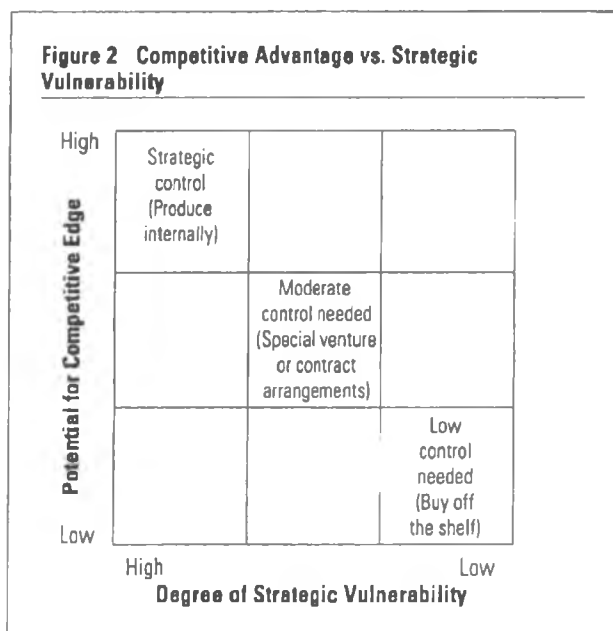 Figure 2 Competitive Advantage vs. Strategic
Vulnerability
High
Strategic
control
(Produce
internally)
Potential for Competitive Edge
Moderate
control needed
(Special venture
or contract
arrangements)
Low
control
needed
(Buy off
the shelf)
Low
High
Low
Degree of Strategic Vulnerability